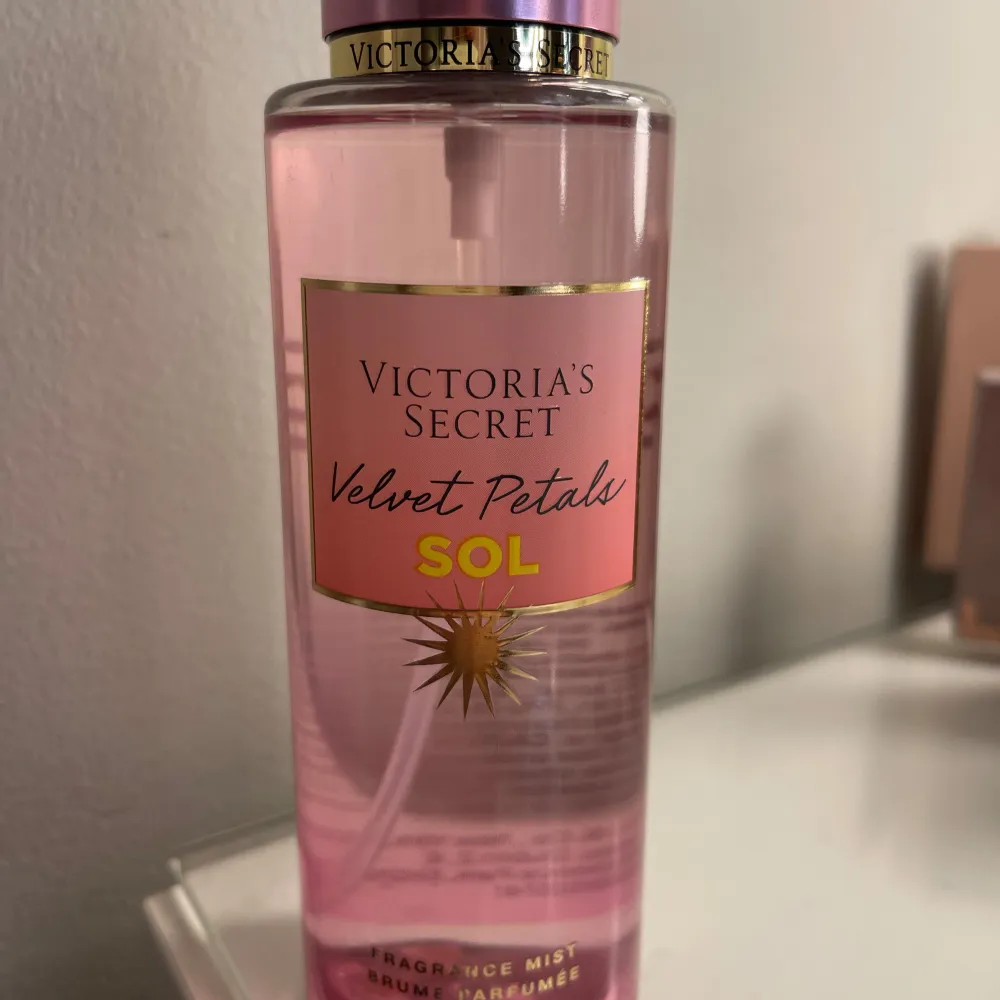 VICTORIA'S SECRET
VICTORIA'S
SECRET
Velvet Petals
SOL
FRAGRANCE MIST
BRUME PARFUMÉE